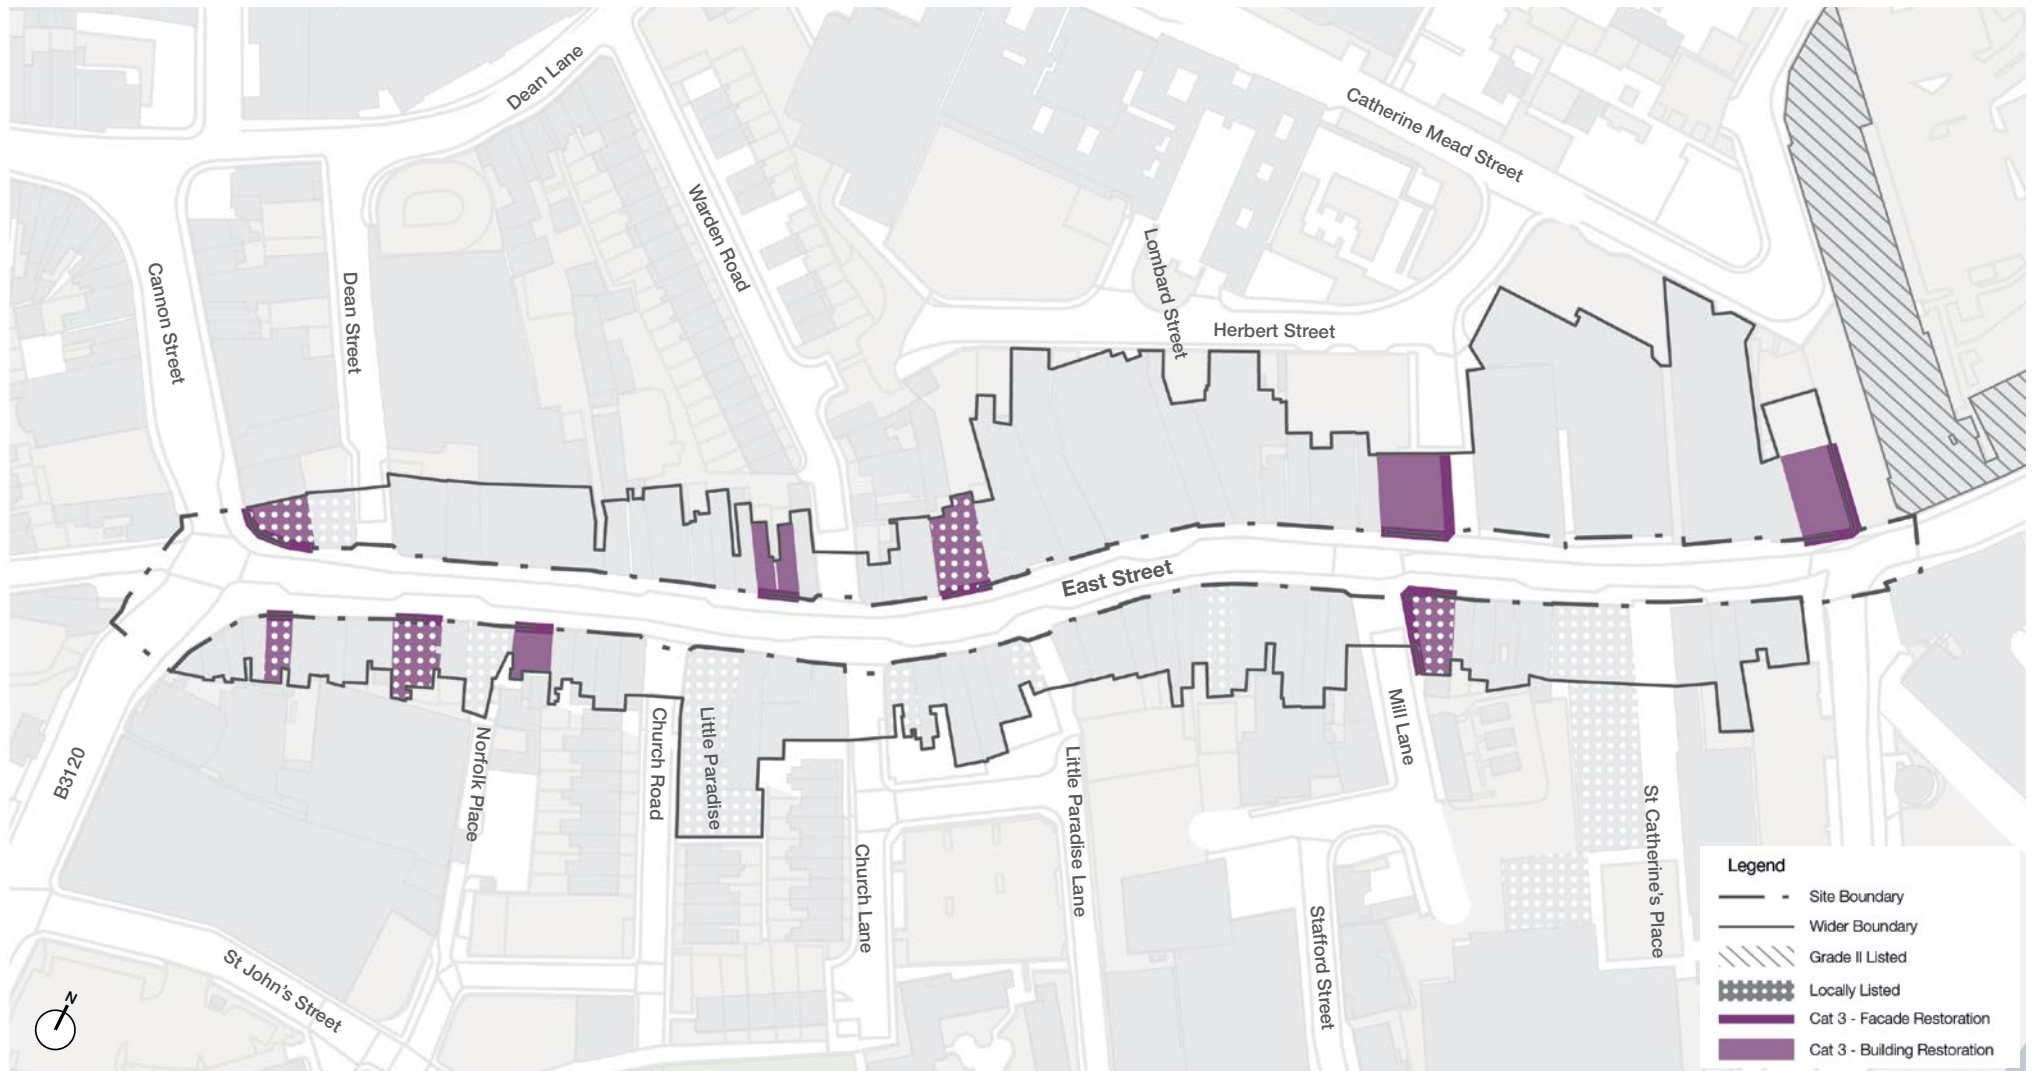 Dean Lane
Catherine Mead Street
Warden Road
Cannon Street
Dean Street
Lombard Street
Herbert Street
East Street
B3120
Norfolk Place
Church Road
Little Paradise
Church Lane
Little Paradise Lane
Mill Lane
Stafford Street
St Catherine's Place
St John's Street
N
Legend
Site Boundary
Wider Boundary
Grade II Listed
Locally Listed
Cat 3 - Facade Restoration
Cat 3 - Building Restoration